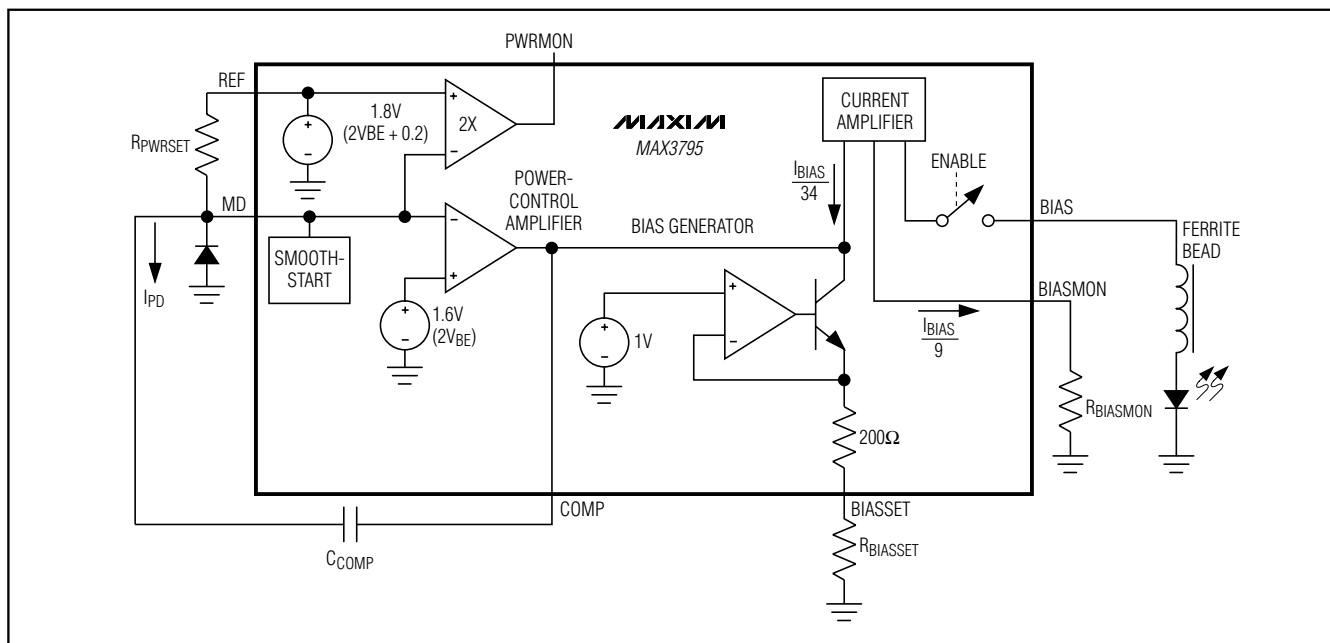 PWRMON
REF
1.8V
(2VBE + 0.2)
+
−
+
−
2X
MAXIM
MAX3795
CURRENT
AMPLIFIER
RPWRSET
ENABLE
IBIAS
34
POWER-
CONTROL
AMPLIFIER
MD
BIAS GENERATOR
BIAS
FERRITE
BEAD
SMOOTH-
START
−
+
IPD
+
−
1.6V
(2VBE)
+
−
1V
+
−
BIASMON
IBIAS
9
RBIASMON
200Ω
COMP
BIASSET
CCOMP
RBIASSET